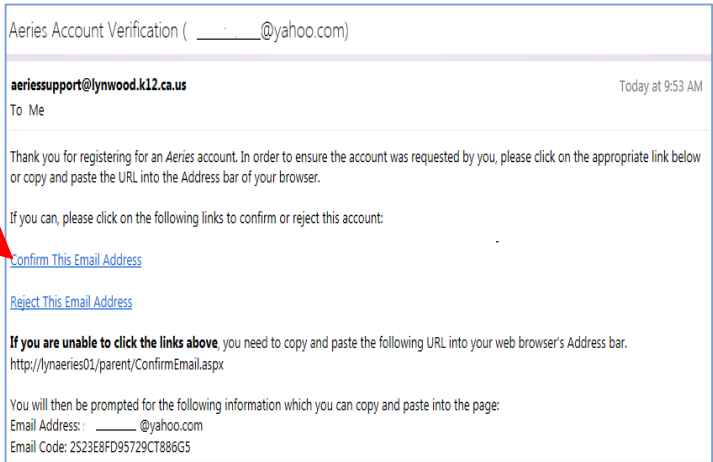 Aeries Account Verification ( ______@yahoo.com)
aeriessupport@lynwood.k12.ca.us
Today at 9:53 AM
To Me
Thank you for registering for an Aeries account. In order to ensure the account was requested by you, please click on the appropriate link below
or copy and paste the URL into the Address bar of your browser.
If you can, please click on the following links to confirm or reject this account:
Confirm This Email Address
Reject This Email Address
If you are unable to click the links above, you need to copy and paste the following URL into your web browser's Address bar.
http://lynaeries01/parent/ConfirmEmail.aspx
You will then be prompted for the following information which you can copy and paste into the page:
Email Address: ______ @yahoo.com
Email Code: 2S23E8FD95729CT886G5